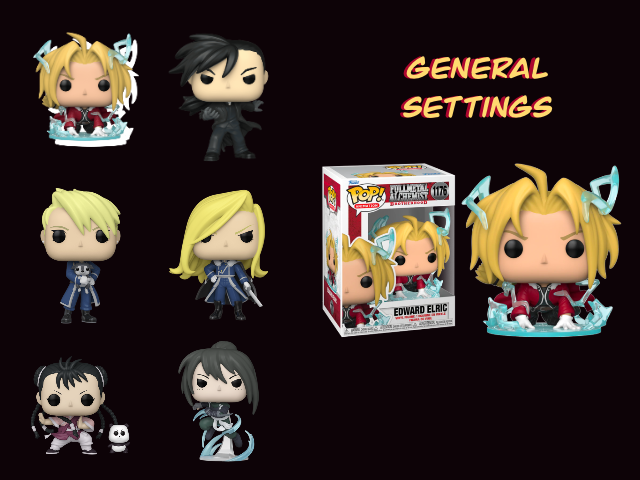 GENERAL
SETTINGS
POP!
FULLMETAL
ALCHEMIST
BROTHERHOOD
1176
EDWARD ELRIC